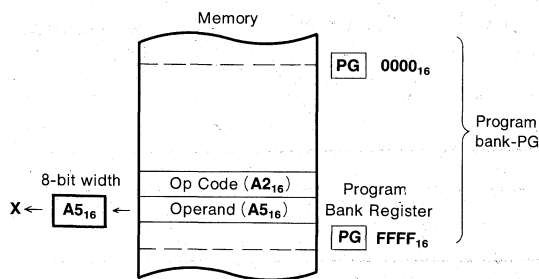 Memory
PG 0000₁₆
Program
bank-PG
8-bit width
Op Code (A2₁₆)
X ← A5₁₆ ←
Operand (A5₁₆)
Program
Bank Register
PG FFFF₁₆